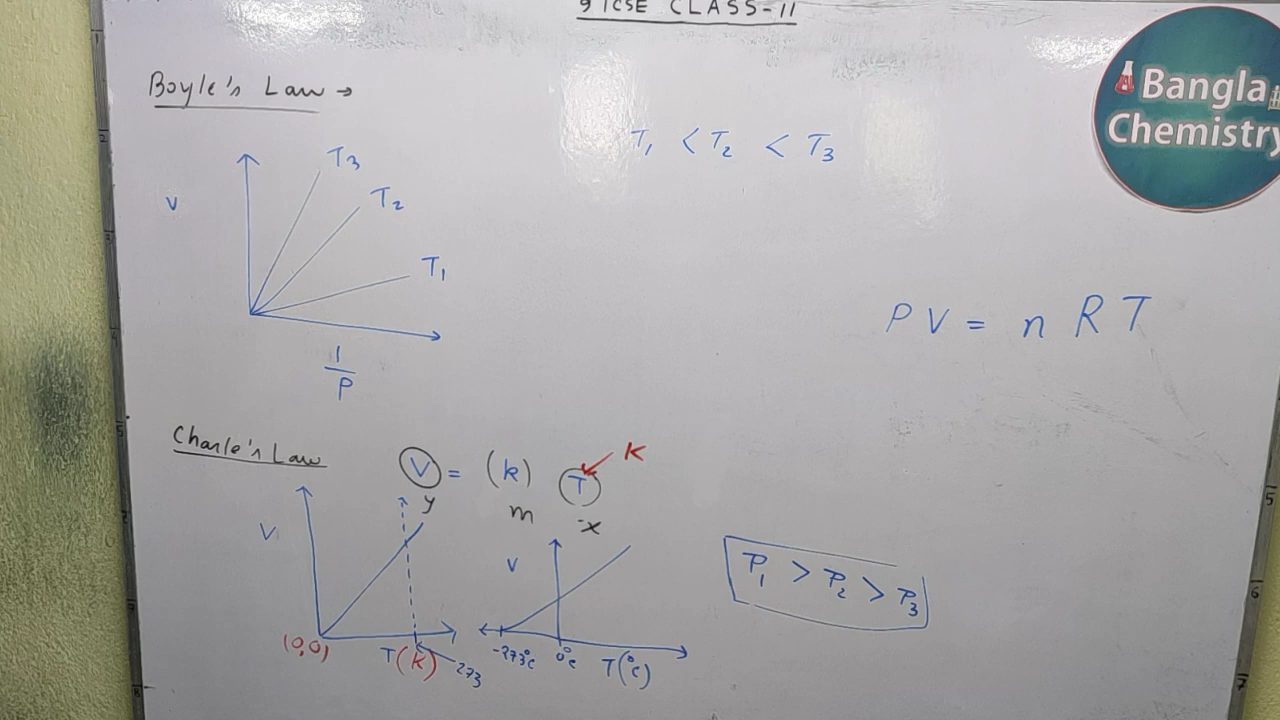 9 ICSE CLASS-11
Bangla
Chemistry
Boyle's Law →
T1 < T2 < T3
V
T3
T2
T1
1/P
PV = n R T
Charle's Law
V = (k) T
K
y
m
x
V
(0,0)
T(k)
273
V
-273°c
0°c
T(°c)
P1 > P2 > P3